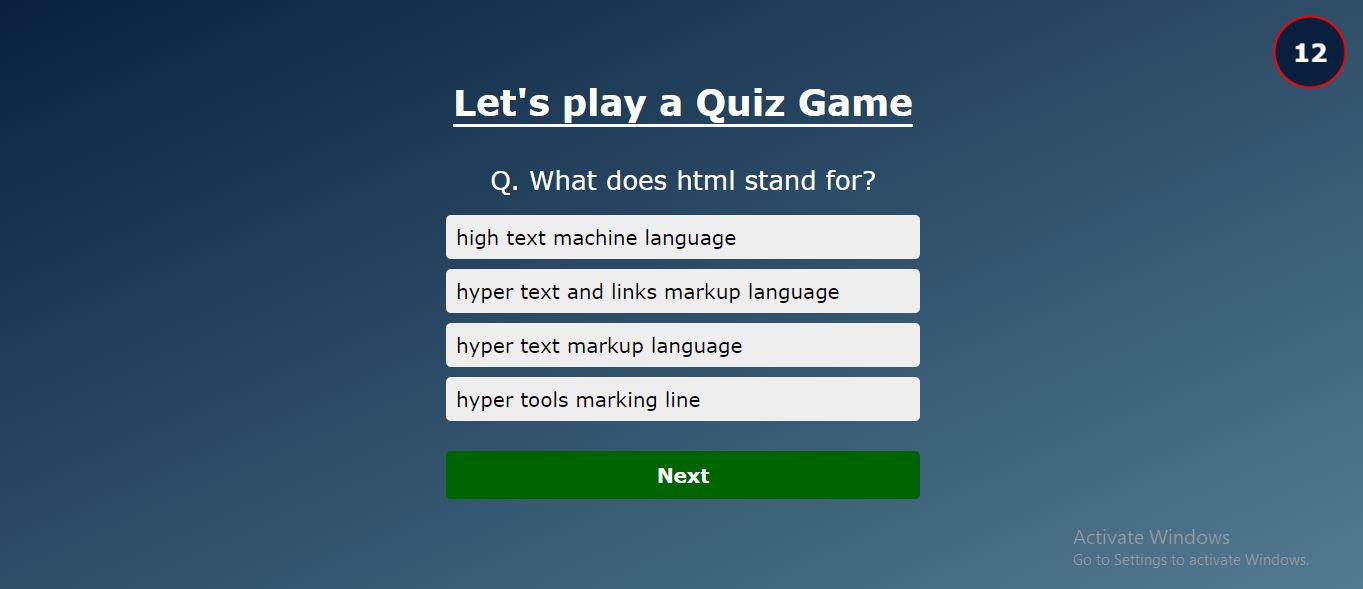 12
Let's play a Quiz Game
Q. What does html stand for?
high text machine language
hyper text and links markup language
hyper text markup language
hyper tools marking line
Next
Activate Windows
Go to Settings to activate Windows.